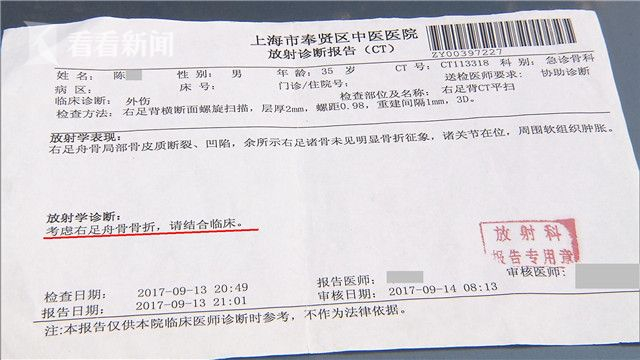 看看新闻
上海市奉贤区中医医院
放射诊断报告（CT）
ZY00397227
姓 名： 陈 性 别： 男 年 龄：35 岁 CT 号：CT113318 科 别：急诊骨科
病 区： 床 号： 门诊/住院号： 送检医师要求：协助诊断
临床诊断： 外伤 检查部位及名称：右足背CT平扫
检查方法：右足背横断面螺旋扫描，层厚2mm，螺距0.98，重建间隔1mm，3D。
放射学表现：
右足舟骨局部骨皮质断裂、凹陷，余所示右足诸骨未见明显骨折征象，诸关节在位，周围软组织肿胀。
放射学诊断：
考虑右足舟骨骨折，请结合临床。
放射科
报告专用章
检查日期： 2017-09-13 20:49 报告医师： 审核医师：
报告日期： 2017-09-13 21:01 审核日期： 2017-09-14 08:13
注：本报告仅供本院临床医师诊断时参考，不作为法律依据。